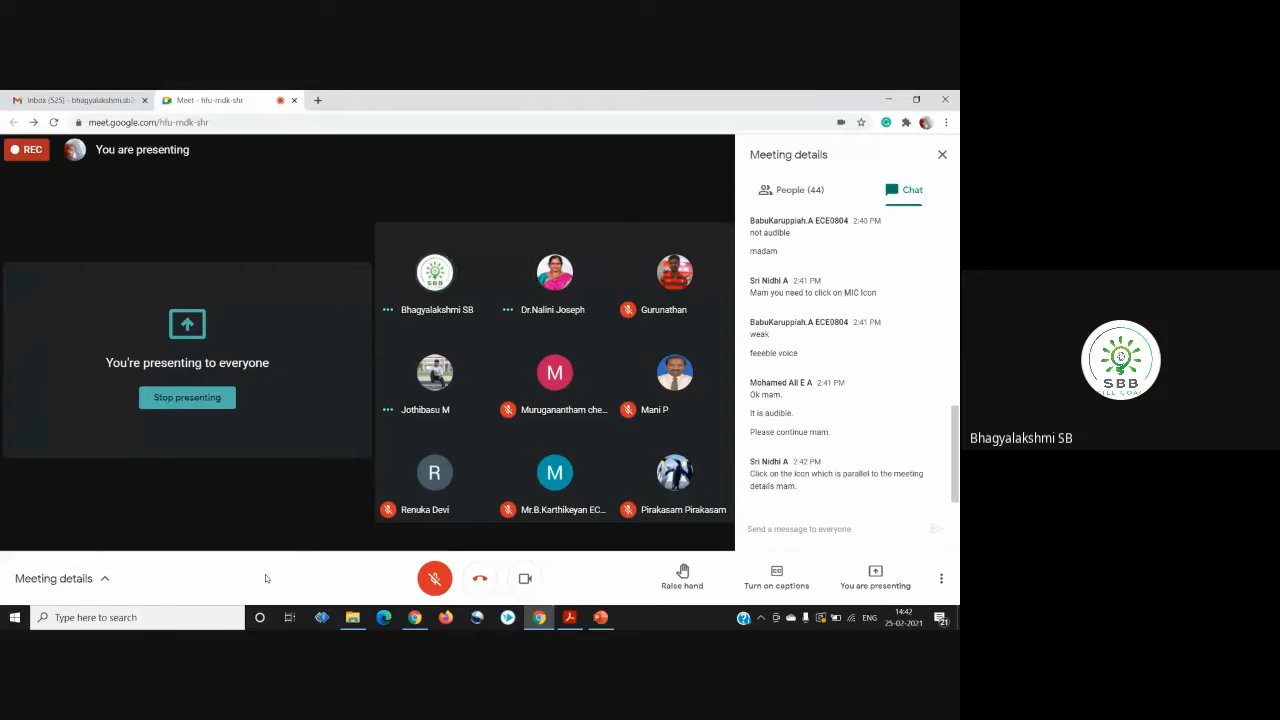 Inbox (525) - bhagyalakshmi.sb
Meet - hfu-rndk-shr
meet.google.com/hfu-rndk-shr
REC
You are presenting
You're presenting to everyone
Stop presenting
Bhagyalakshmi SB
Dr.Nalini Joseph
Gurunathan
Jothibasu M
M
Muruganantham che...
Mani P
R
Renuka Devi
M
Mr.B.Karthikeyan EC...
Pirakasam Pirakasam
SBB
Meeting details
People (44)
Chat
BabuKaruppiah.A ECE0804 2:40 PM
not audible
madam
Sri Nidhi A 2:41 PM
Mam you need to click on MIC Icon
BabuKaruppiah.A ECE0804 2:41 PM
weak
feeeble voice
Mohamed Ali E A 2:41 PM
Ok mam.
It is audible.
Please continue mam.
Sri Nidhi A 2:42 PM
Click on the icon which is parallel to the meeting
details mam.
Send a message to everyone
Meeting details
Raise hand
Turn on captions
You are presenting
Type here to search
ENG
14:42
25-02-2021
21
SBB
Bhagyalakshmi SB